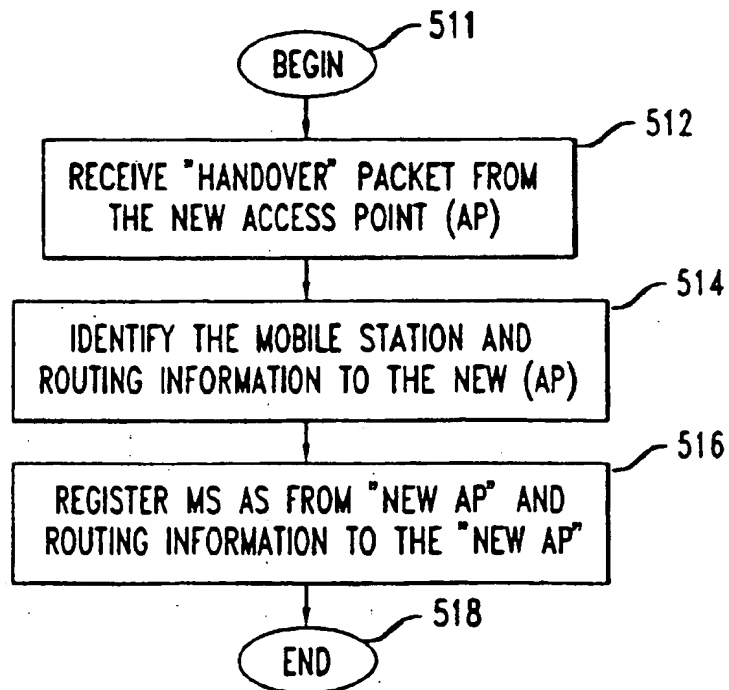 511
BEGIN
512
RECEIVE "HANDOVER" PACKET FROM
THE NEW ACCESS POINT (AP)
514
IDENTIFY THE MOBILE STATION AND
ROUTING INFORMATION TO THE NEW (AP)
516
REGISTER MS AS FROM "NEW AP" AND
ROUTING INFORMATION TO THE "NEW AP"
518
END